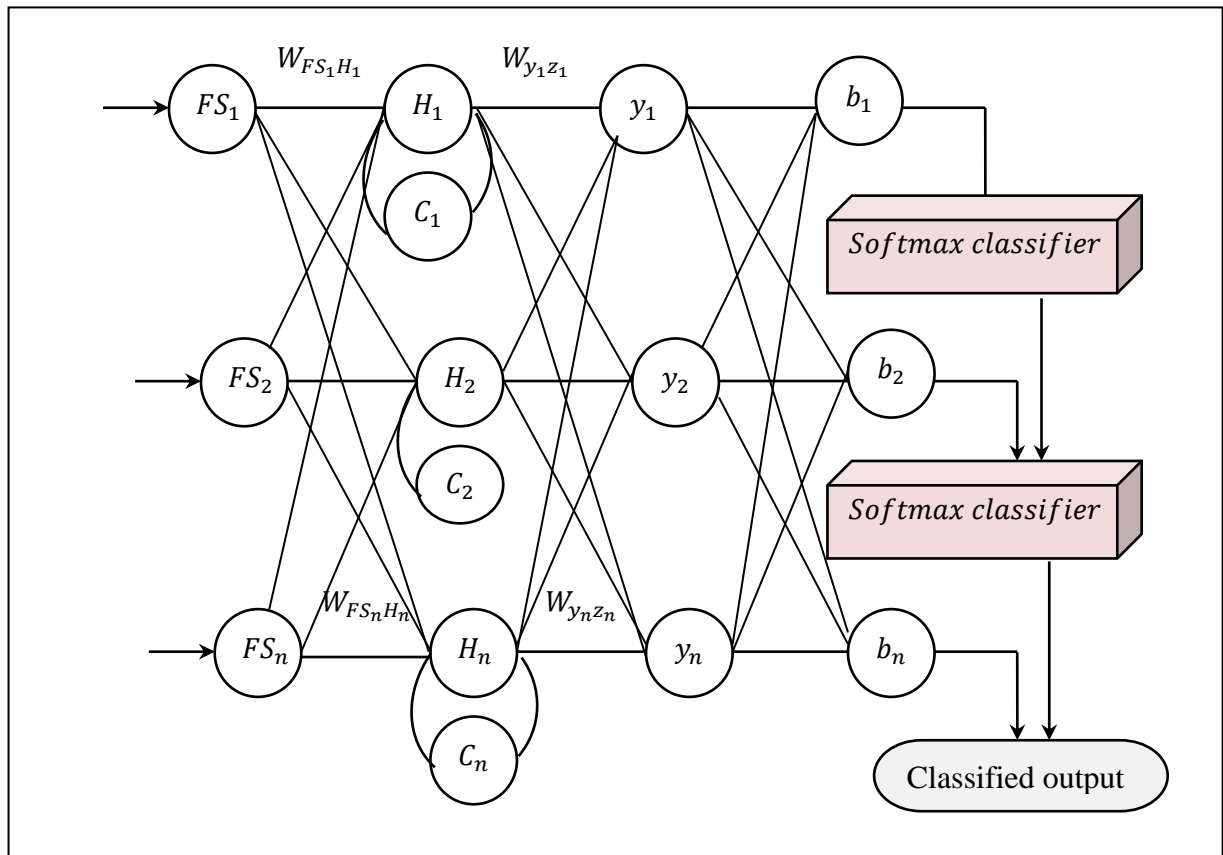 W_{FS_1H_1} W_{y_1z_1}
FS_1 H_1 y_1 b_1
C_1
Softmax classifier
FS_2 H_2 y_2 b_2
C_2
Softmax classifier
W_{FS_nH_n} W_{y_nz_n}
FS_n H_n y_n b_n
C_n
Classified output